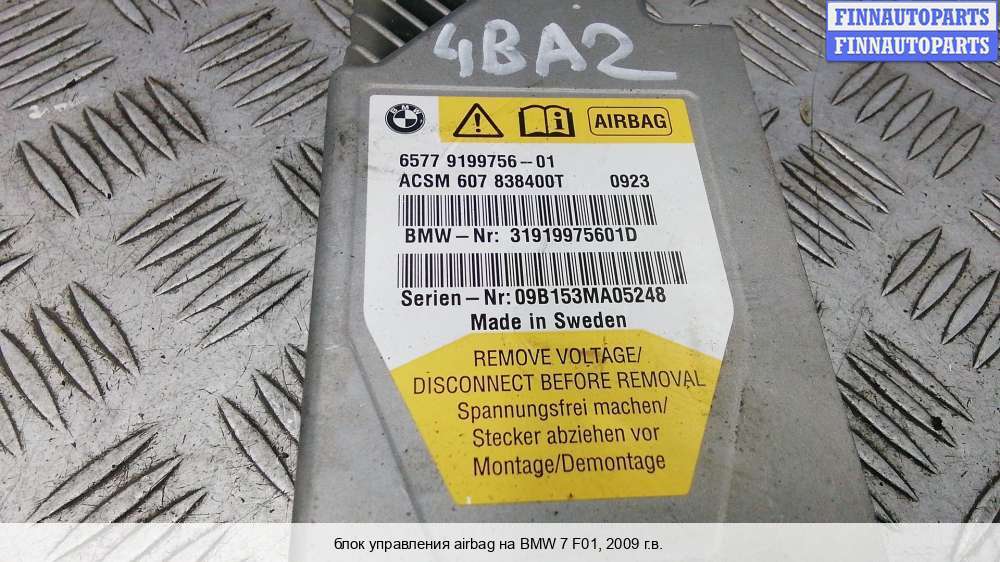 FINNAUTOPARTS
FINNAUTOPARTS
4BA2
BMW
AIRBAG
6577 9199756-01
ACSM 607 838400T 0923
BMW-Nr: 31919975601D
Serien-Nr: 09B153MA05248
Made in Sweden
REMOVE VOLTAGE/
DISCONNECT BEFORE REMOVAL
Spannungsfrei machen/
Stecker abziehen vor
Montage/Demontage
блок управления airbag на BMW 7 F01, 2009 г.в.